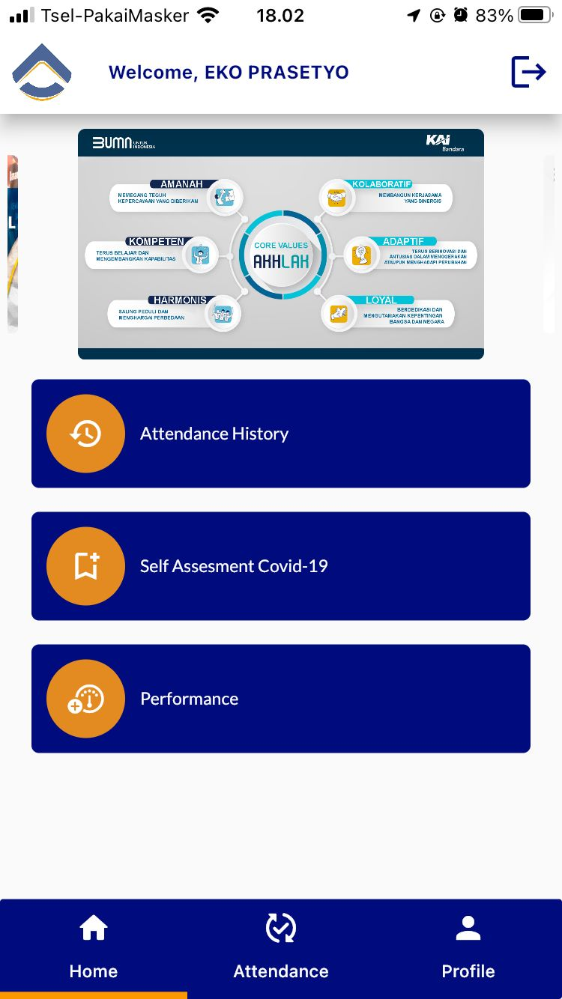 Tsel-PakaiMasker 18.02 83%
Welcome, EKO PRASETYO
BUMN UNTUK
INDONESIA
KAI
Bandara
L
AMANAH
MEMEGANG TEGUH
KEPERCAYAAN YANG DIBERIKAN
KOLABORATIF
MEMBANGUN KERJASAMA
YANG SINERGIS
KOMPETEN
TERUS BELAJAR DAN
MENGEMBANGKAN KAPABILITAS
CORE VALUES
AKHLAK
ADAPTIF
TERUS BERINOVASI DAN
ANTUSIAS DALAM MENGGERAKAN
ATAUPUN MENGHADAPI PERUBAHAN
HARMONIS
SALING PEDULI DAN
MENGHARGAI PERBEDAAN
LOYAL
BERDEDIKASI DAN
MENGUTAMAKAN KEPENTINGAN
BANGSA DAN NEGARA
Attendance History
Self Assesment Covid-19
Performance
Home Attendance Profile